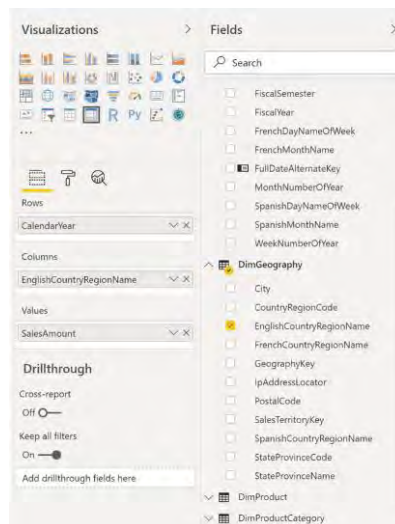 Visualizations
R Py
...
Rows
CalendarYear
Columns
EnglishCountryRegionName
Values
SalesAmount
Drillthrough
Cross-report
Off
Keep all filters
On
Add drillthrough fields here
Fields
Search
FiscalSemester
FiscalYear
FrenchDayNameOfWeek
FrenchMonthName
FullDateAlternateKey
MonthNumberOfYear
SpanishDayNameOfWeek
SpanishMonthName
WeekNumberOfYear
DimGeography
City
CountryRegionCode
EnglishCountryRegionName
FrenchCountryRegionName
GeographyKey
IpAddressLocator
PostalCode
SalesTerritoryKey
SpanishCountryRegionName
StateProvinceCode
StateProvinceName
DimProduct
DimProductCategory